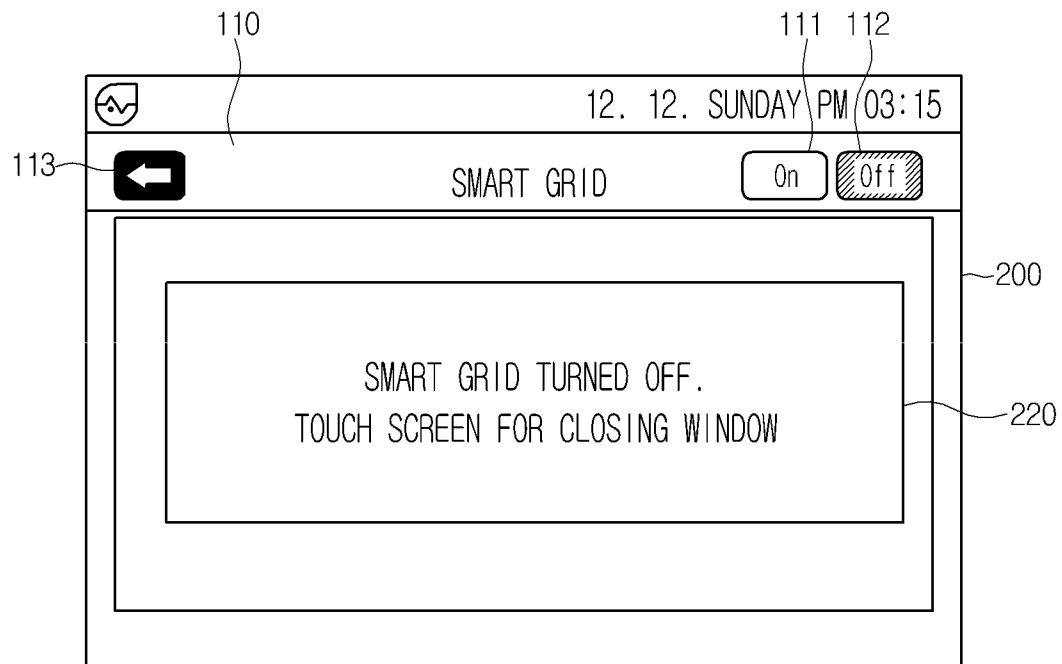 110 111 112
12. 12. SUNDAY PM 03:15
113 SMART GRID On Off
200
SMART GRID TURNED OFF.
TOUCH SCREEN FOR CLOSING WINDOW
220